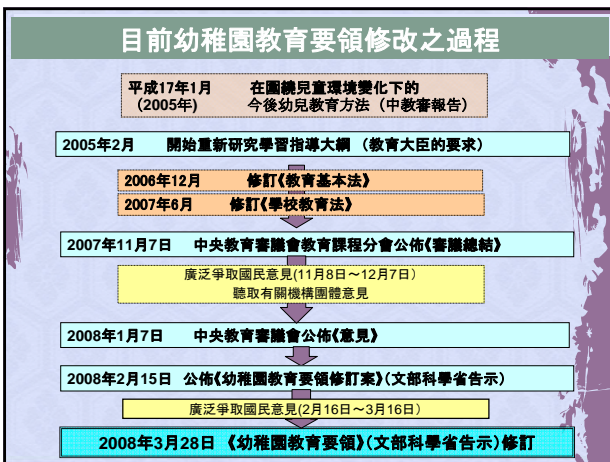 目前幼稚園教育要領修改之過程
平成17年1月　　在圍繞兒童環境變化下的
(2005年)　　今後幼兒教育方法（中教審報告）
2005年2月　　開始重新研究學習指導大綱 （教育大臣的要求）
2006年12月　　修訂《教育基本法》
2007年6月　　修訂《學校教育法》
2007年11月7日　中央教育審議會教育課程分會公佈《審議總結》
廣泛爭取國民意見(11月8日～12月7日）
聽取有關機構團體意見
2008年1月7日　　中央教育審議會公佈《意見》
2008年2月15日 公佈《幼稚園教育要領修訂案》（文部科學省告示）
廣泛爭取國民意見(2月16日～3月16日）
2008年3月28日 《幼稚園教育要領》（文部科學省告示）修訂